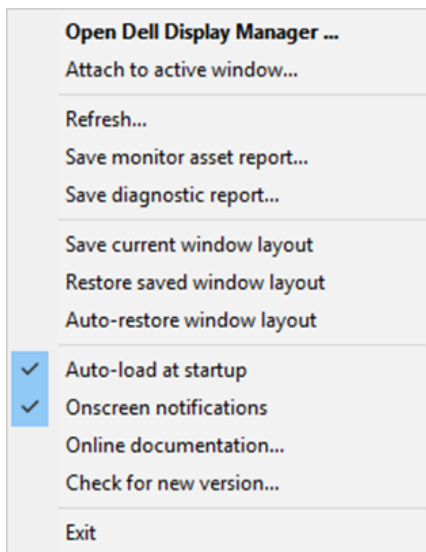 Open Dell Display Manager ...
Attach to active window...
Refresh...
Save monitor asset report...
Save diagnostic report...
Save current window layout
Restore saved window layout
Auto-restore window layout
Auto-load at startup
Onscreen notifications
Online documentation...
Check for new version...
Exit